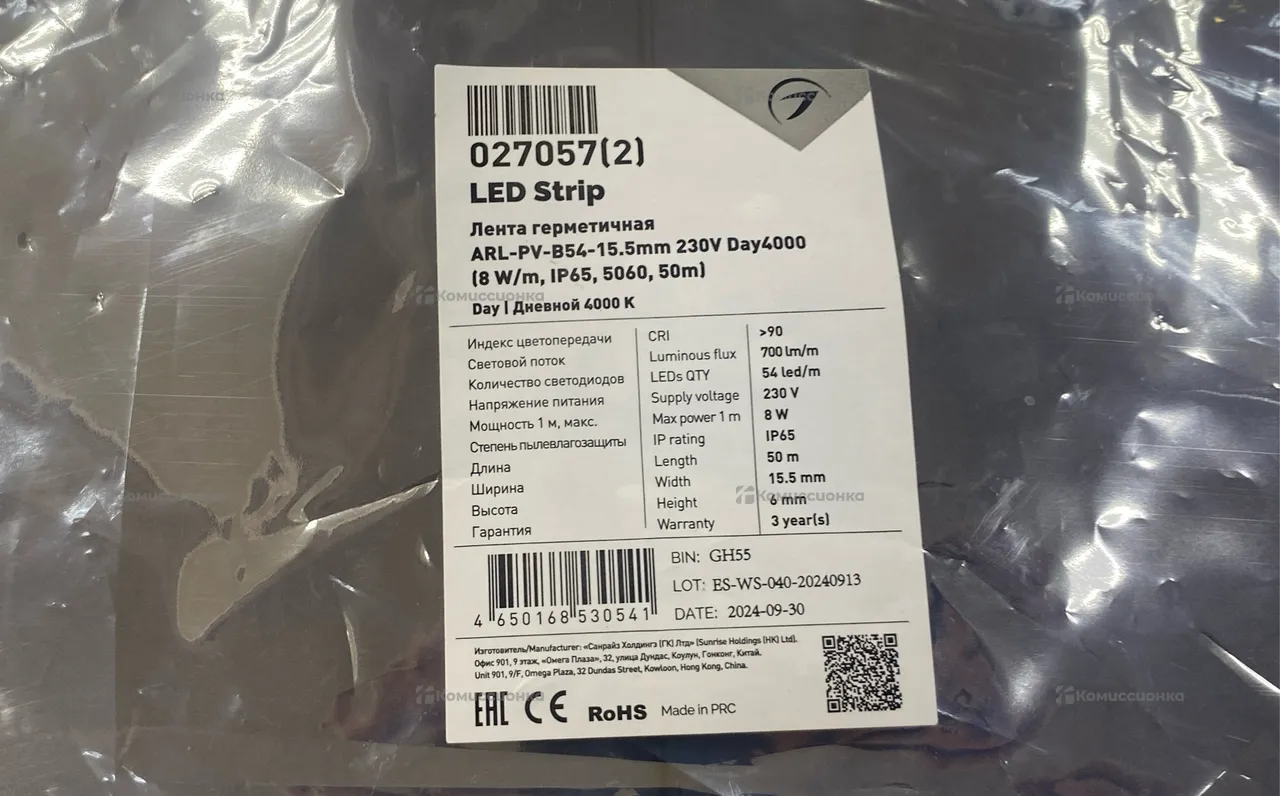 027057(2)
LED Strip
Лента герметичная
ARL-PV-B54-15.5mm 230V Day4000
(8 W/m, IP65, 5060, 50m)
Day | Дневной 4000 K
Индекс цветопередачи CRI >90
Световой поток Luminous flux 700 lm/m
Количество светодиодов LEDs QTY 54 led/m
Напряжение питания Supply voltage 230 V
Мощность 1 м, макс. Max power 1 m 8 W
Степень пылевлагозащиты IP rating IP65
Длина Length 50 m
Ширина Width 15.5 mm
Высота Height 6 mm
Гарантия Warranty 3 year(s)
BIN: GH55
LOT: ES-WS-040-20240913
DATE: 2024-09-30
4 650168 530541
Изготовитель/Manufacturer: «Санрайз Холдингз (ГК) Лтд» (Sunrise Holdings (HK) Ltd).
Офис 901, 9 этаж, «Омега Плаза», 32, улица Дундас, Коулун, Гонконг, Китай.
Unit 901, 9/F, Omega Plaza, 32 Dundas Street, Kowloon, Hong Kong, China.
EAC CE RoHS Made in PRC
Комиссионка
Комиссионка
Комиссионка
Комиссионка
Комиссионка